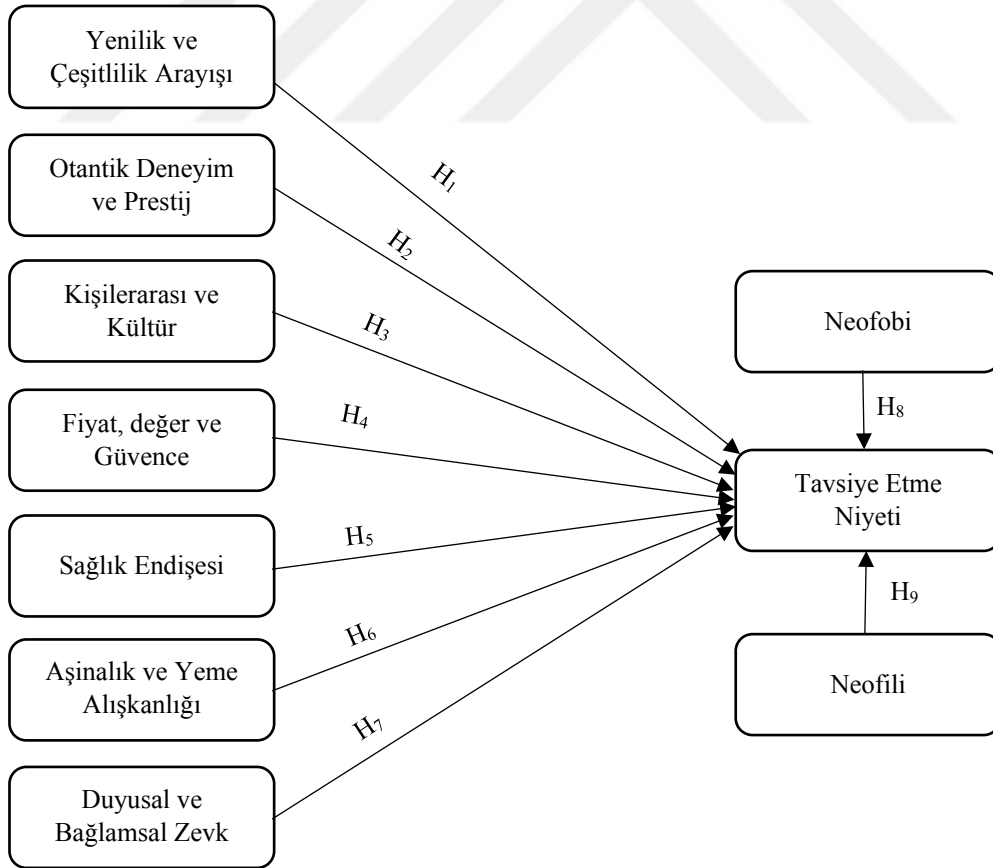 Yenilik ve
Çeşitlilik Arayışı
Otantik Deneyim
ve Prestij
Kişilerarası ve
Kültür
Fiyat, değer ve
Güvence
Sağlık Endişesi
Aşinalık ve Yeme
Alışkanlığı
Duyusal ve
Bağlamsal Zevk
H₁
H₂
H₃
H₄
H₅
H₆
H₇
Neofobi
H₈
Tavsiye Etme
Niyeti
H₉
Neofili